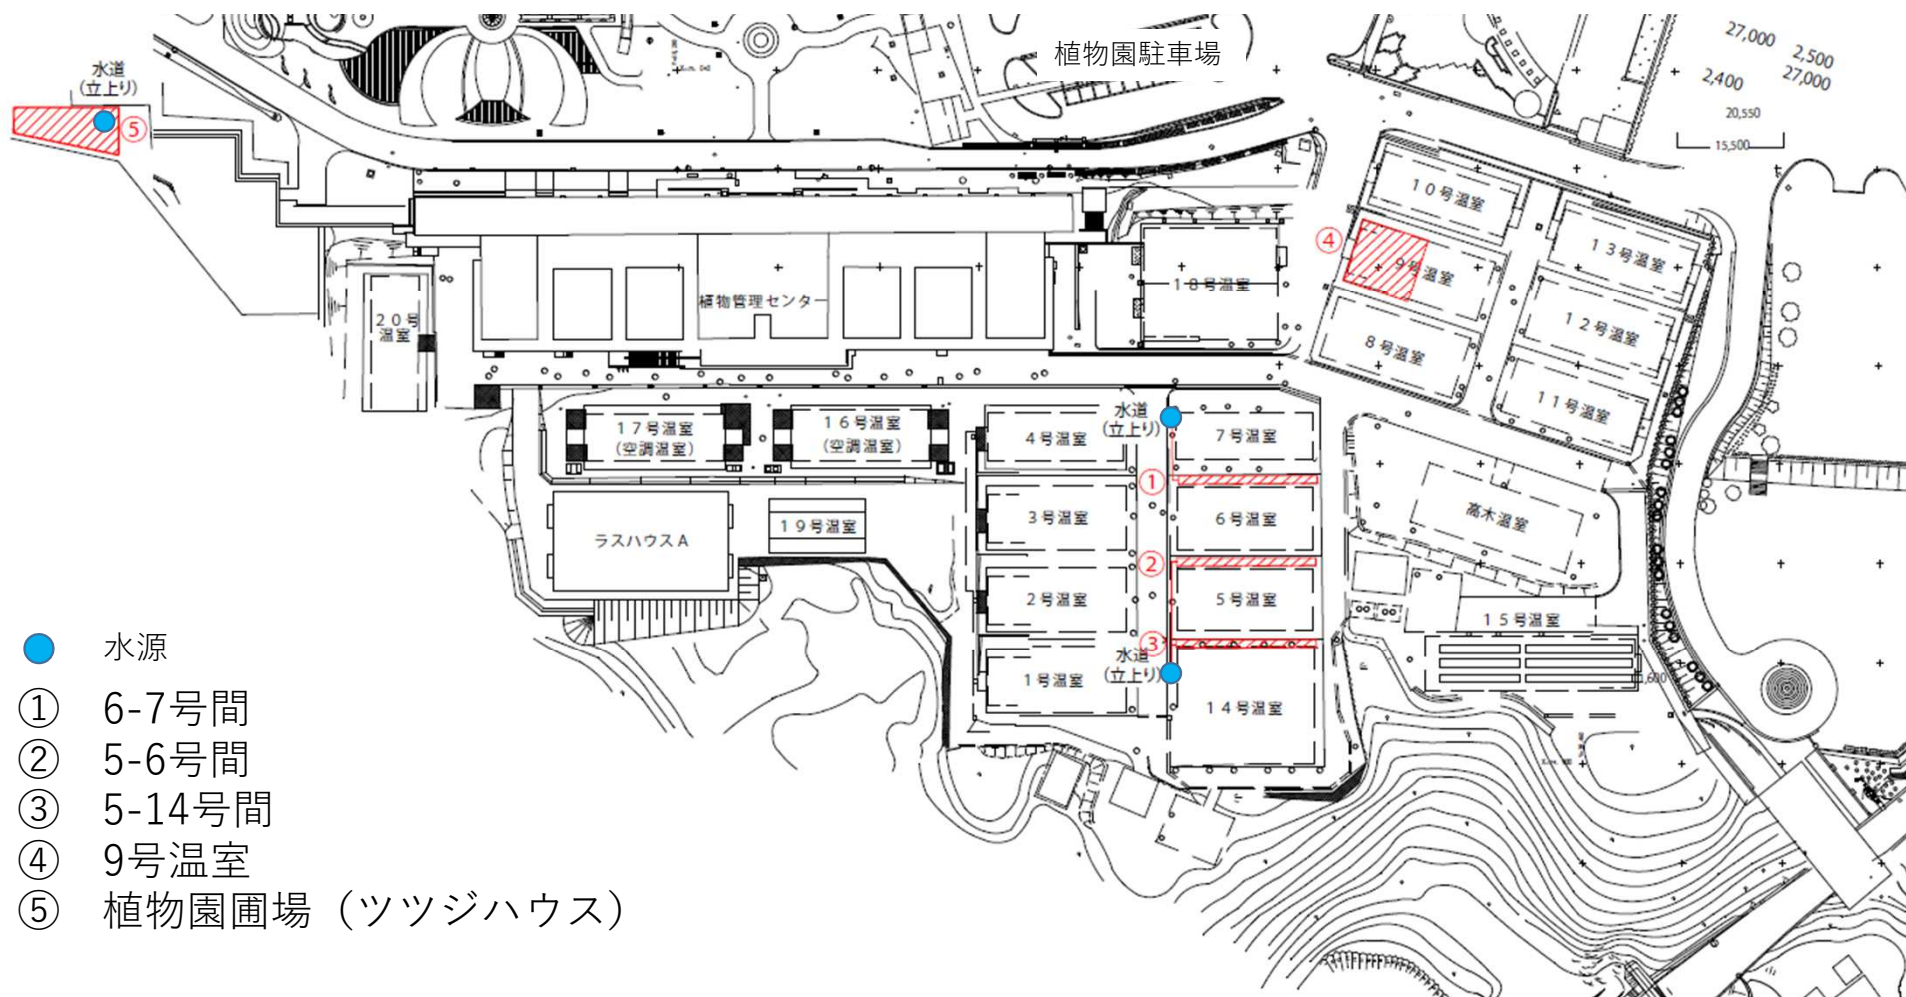 植物園駐車場
27,000
2,500
2,400
27,000
20,550
15,500
水道
(立上り)
⑤
10号温室
13号温室
④
9号温室
12号温室
8号温室
11号温室
18号温室
植物管理センター
20号
温室
17号温室
(空調温室)
16号温室
(空調温室)
4号温室
水道
(立上り)
7号温室
①
3号温室
6号温室
高木温室
ラスハウスA
19号温室
②
2号温室
5号温室
15号温室
③
水道
(立上り)
1号温室
14号温室
水源
① 6-7号間
② 5-6号間
③ 5-14号間
④ 9号温室
⑤ 植物園圃場（ツツジハウス）